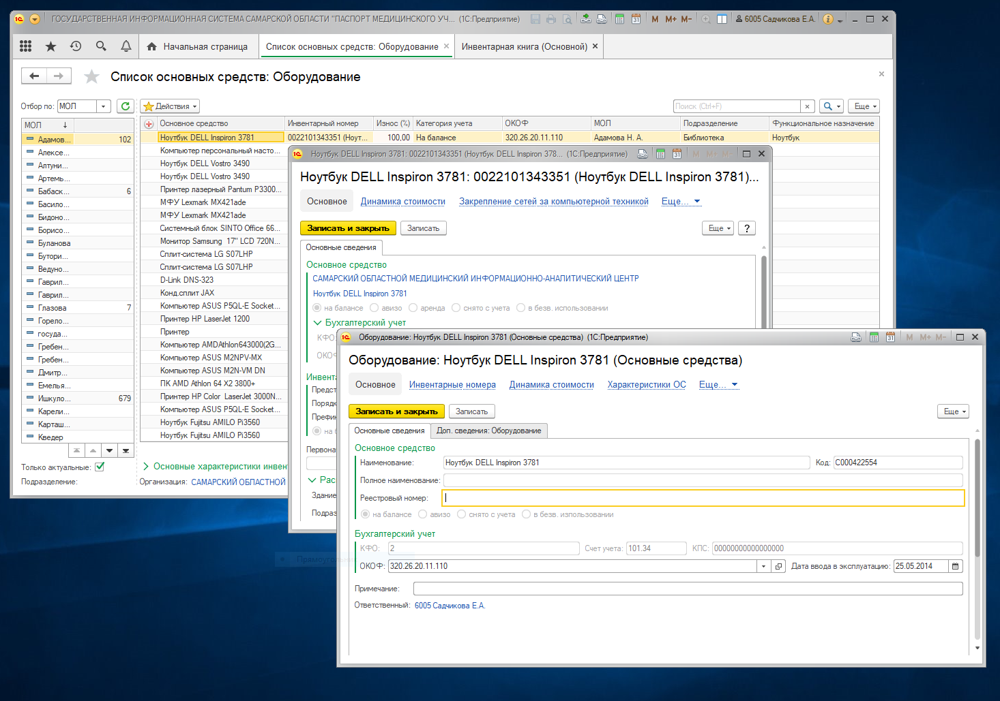 ГОСУДАРСТВЕННАЯ ИНФОРМАЦИОННАЯ СИСТЕМА САМАРСКОЙ ОБЛАСТИ "ПАСПОРТ МЕДИЦИНСКОГО УЧ... (1С:Предприятие) M M+ M- 6005 Садчикова Е.А.
Начальная страница
Список основных средств: Оборудование
Инвентарная книга (Основной)
Список основных средств: Оборудование
Отбор по: МОЛ
Действия
Поиск (Ctrl+F)
Еще
МОЛ
Адамов... 102
Алексе...
Алтуни...
Артемь...
Бабаск... 6
Басило...
Бидоно...
Борисо...
Буланова
Бутори...
Ведуно...
Гаврил...
Гаврил...
Глазова 7
Горело...
госуда...
Гребен...
Гребен...
Дмитр...
Емелья...
Ишкуло... 679
Карели...
Карташ...
Кведер
Только актуальные:
Подразделение:
Основное средство Инвентарный номер Износ (%) Категория учета ОКОФ МОЛ Подразделение Функциональное назначение
Ноутбук DELL Inspiron 3781 0022101343351 (Ноут... 100,00 На балансе 320.26.20.11.110 Адамова Н. А. Библиотека Ноутбук
Компьютер персональный насто...
Ноутбук DELL Vostro 3490
Ноутбук DELL Vostro 3490
Принтер лазерный Pantum P3300...
МФУ Lexmark MX421ade
МФУ Lexmark MX421ade
Системный блок SINTO Office 66...
Монитор Samsung 17" LCD 720N...
Сплит-система LG S07LHP
Сплит-система LG S07LHP
D-Link DNS-323
Конд.сплит JAX
Компьютер ASUS P5QL-E Socket...
Принтер HP LaserJet 1200
Принтер
Компьютер AMDAthlon643000(2G...
Компьютер ASUS M2NPV-MX
Компьютер ASUS M2N-VM DN
ПК AMD Athlon 64 X2 3800+
Принтер HP Color LaserJet 3000N...
Компьютер ASUS P5QL-E Socket...
Ноутбук Fujitsu AMILO Pi3560
Ноутбук Fujitsu AMILO Pi3560
Основные характеристики инвен
Организация: САМАРСКИЙ ОБЛАСТНОЙ
Ноутбук DELL Inspiron 3781: 0022101343351 (Ноутбук DELL Inspiron 378... (1С:Предприятие) M M+ M-
Ноутбук DELL Inspiron 3781: 0022101343351 (Ноутбук DELL Inspiron 3781)...
Основное Динамика стоимости Закрепление сетей за компьютерной техникой Еще...
Записать и закрыть Записать Еще ?
Основные сведения
Основное средство
САМАРСКИЙ ОБЛАСТНОЙ МЕДИЦИНСКИЙ ИНФОРМАЦИОННО-АНАЛИТИЧЕСКИЙ ЦЕНТР
Ноутбук DELL Inspiron 3781
на балансе авизо аренда снято с учета в безв. использовании
Бухгалтерский учет
КФО:
ОКО
Инвента
Предст
Порядк
Префи
на б
Первона
Рас
Здание
Подраз
Прямоугольни
Оборудование: Ноутбук DELL Inspiron 3781 (Основные средства) (1С:Предприятие) M M+ M-
Оборудование: Ноутбук DELL Inspiron 3781 (Основные средства)
Основное Инвентарные номера Динамика стоимости Характеристики ОС Еще...
Записать и закрыть Записать Еще
Основные сведения Доп. сведения: Оборудование
Основное средство
Наименование: Ноутбук DELL Inspiron 3781 Код: С000422554
Полное наименование:
Реестровый номер:
на балансе авизо снято с учета в безв. изпользовании
Бухгалтерский учет
КФО: 2 Счет учета: 101.34 КПС: 00000000000000000
ОКОФ: 320.26.20.11.110 Дата ввода в эксплуатацию: 25.05.2014
Примечание:
Ответственный: 6005 Садчикова Е.А.